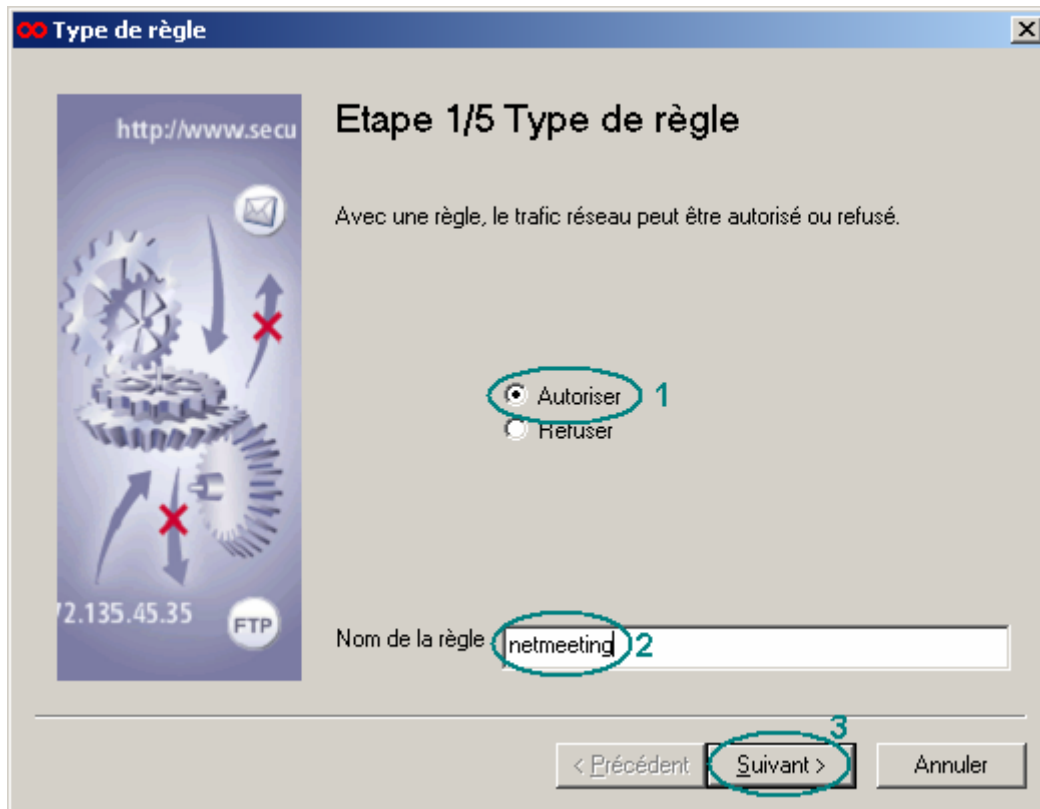 Type de règle
http://www.secu
Etape 1/5 Type de règle
Avec une règle, le trafic réseau peut être autorisé ou refusé.
Autoriser 1
Refuser
72.135.45.35
FTP
Nom de la règle netmeeting 2
3
< Précédent Suivant > Annuler